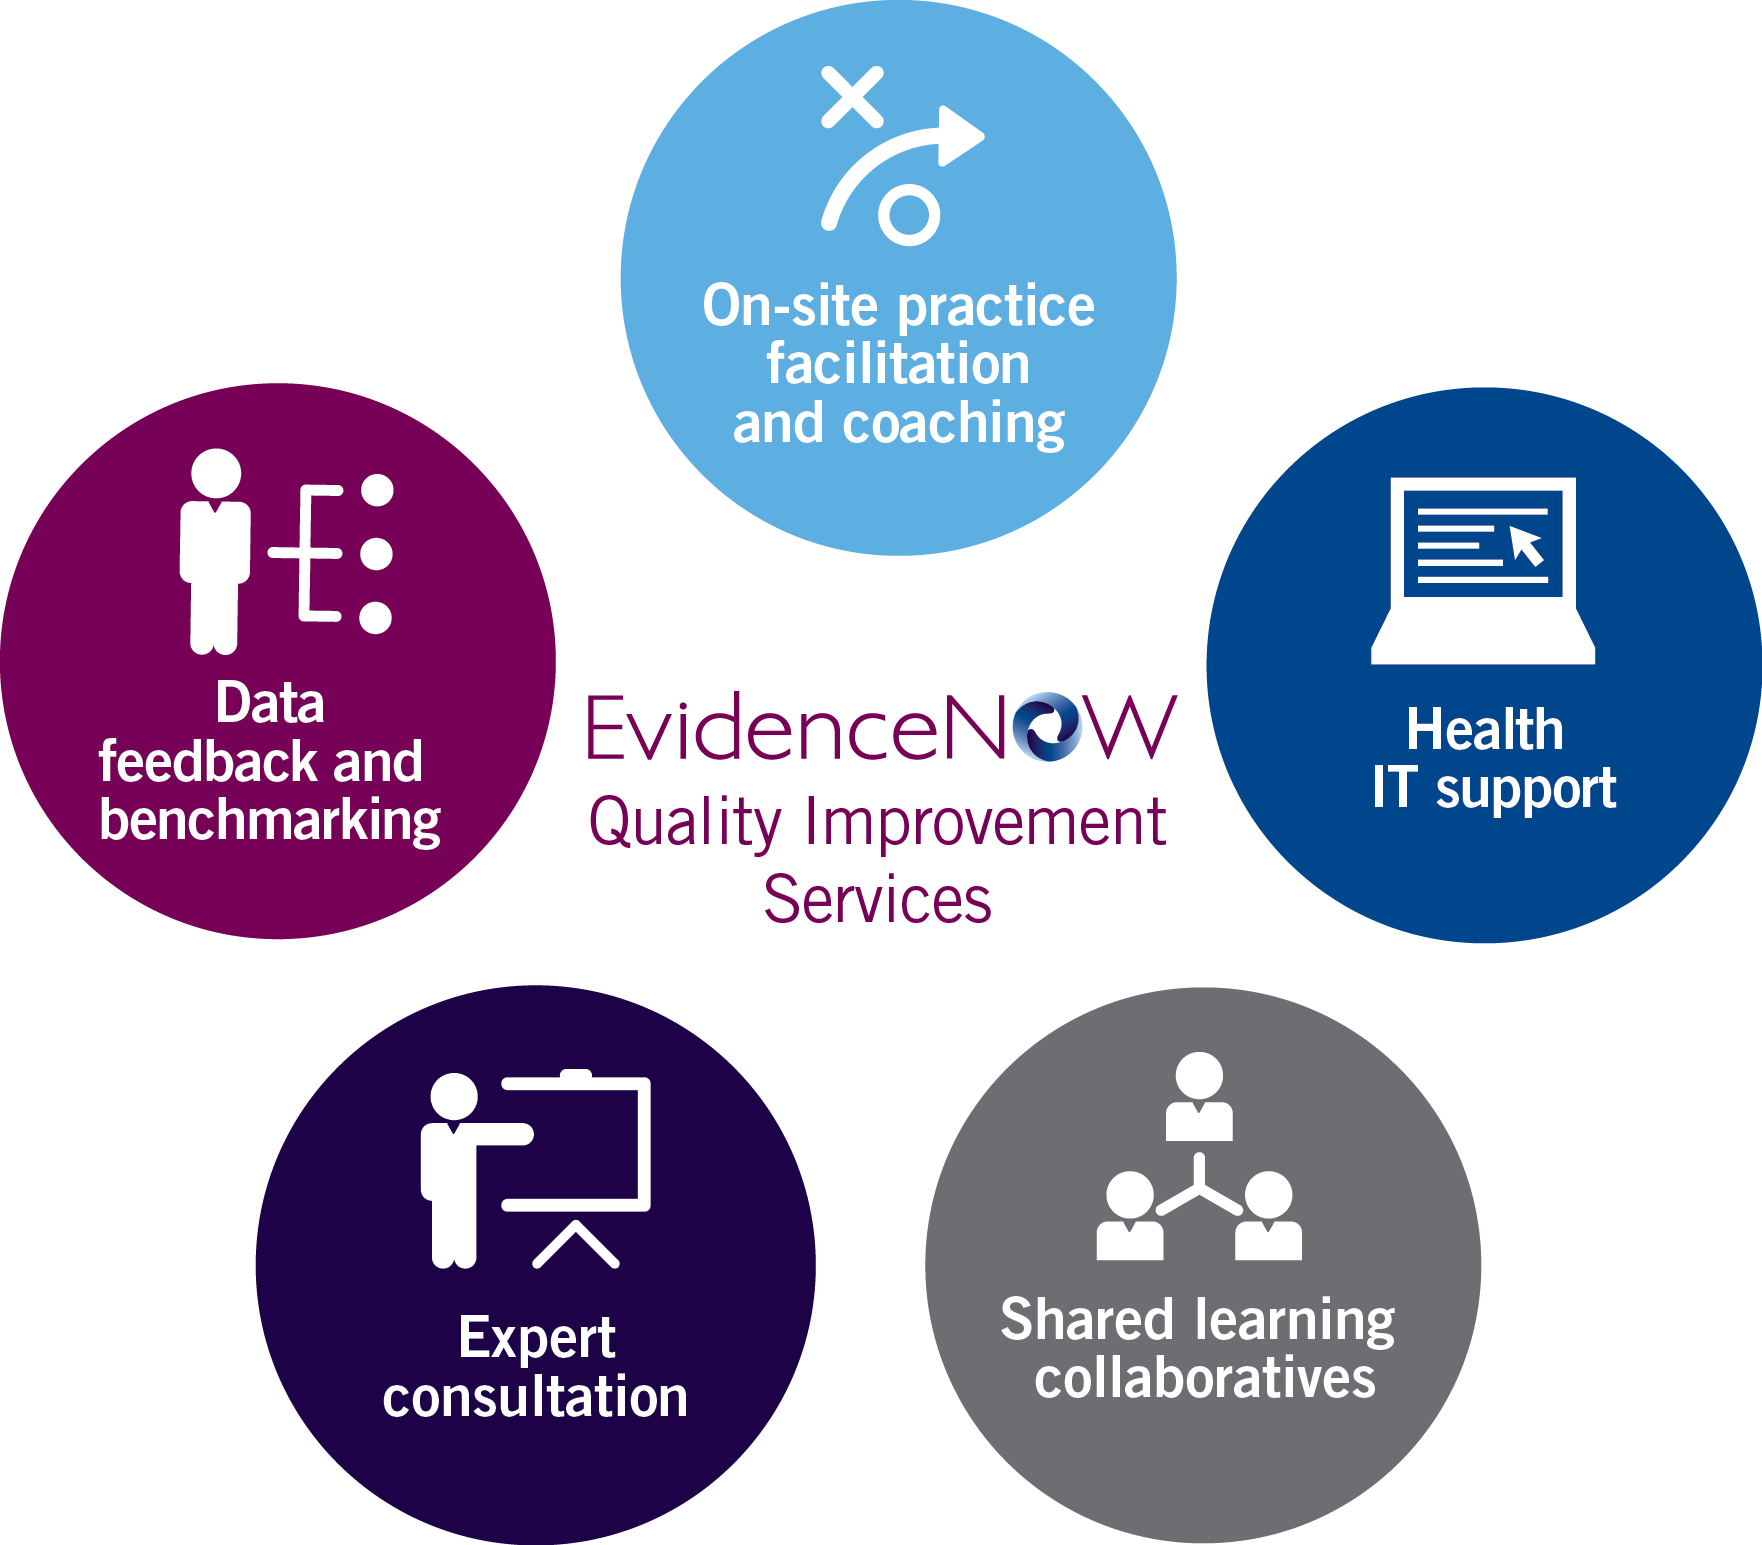 On-site practice
facilitation
and coaching
Data
feedback and
benchmarking
EvidenceNOW
Quality Improvement
Services
Health
IT support
Expert
consultation
Shared learning
collaboratives